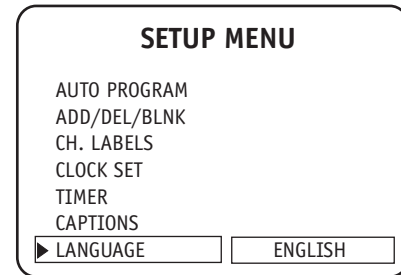 SETUP MENU
AUTO PROGRAM
ADD/DEL/BLNK
CH. LABELS
CLOCK SET
TIMER
CAPTIONS
LANGUAGE ENGLISH